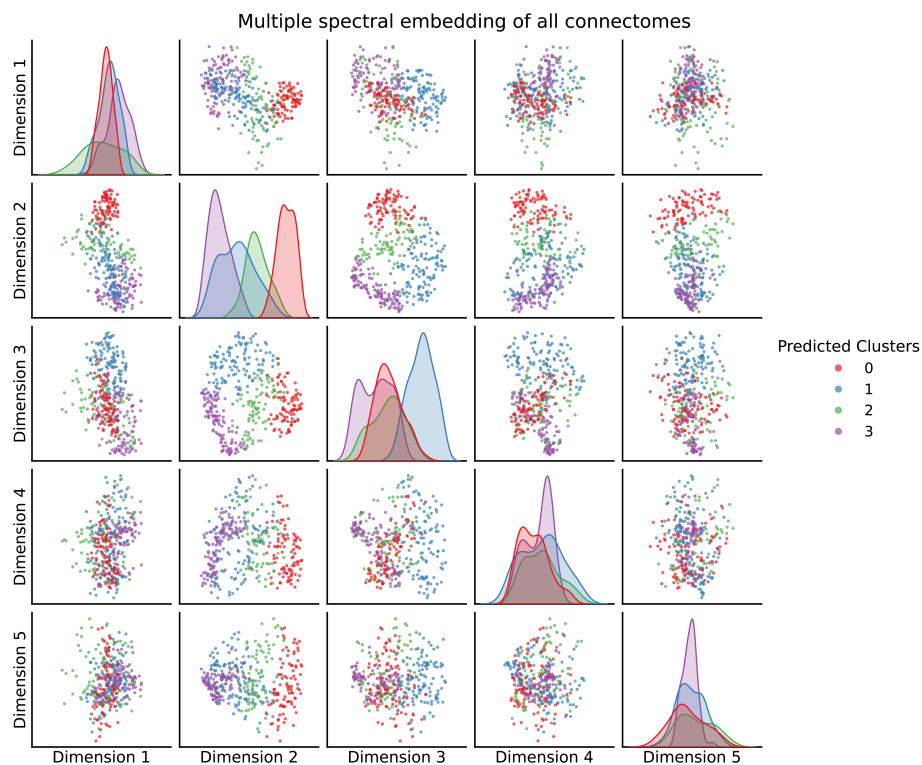 Multiple spectral embedding of all connectomes
Dimension 1
Dimension 2
Dimension 3
Dimension 4
Dimension 5
Predicted Clusters
0
1
2
3
Dimension 1
Dimension 2
Dimension 3
Dimension 4
Dimension 5